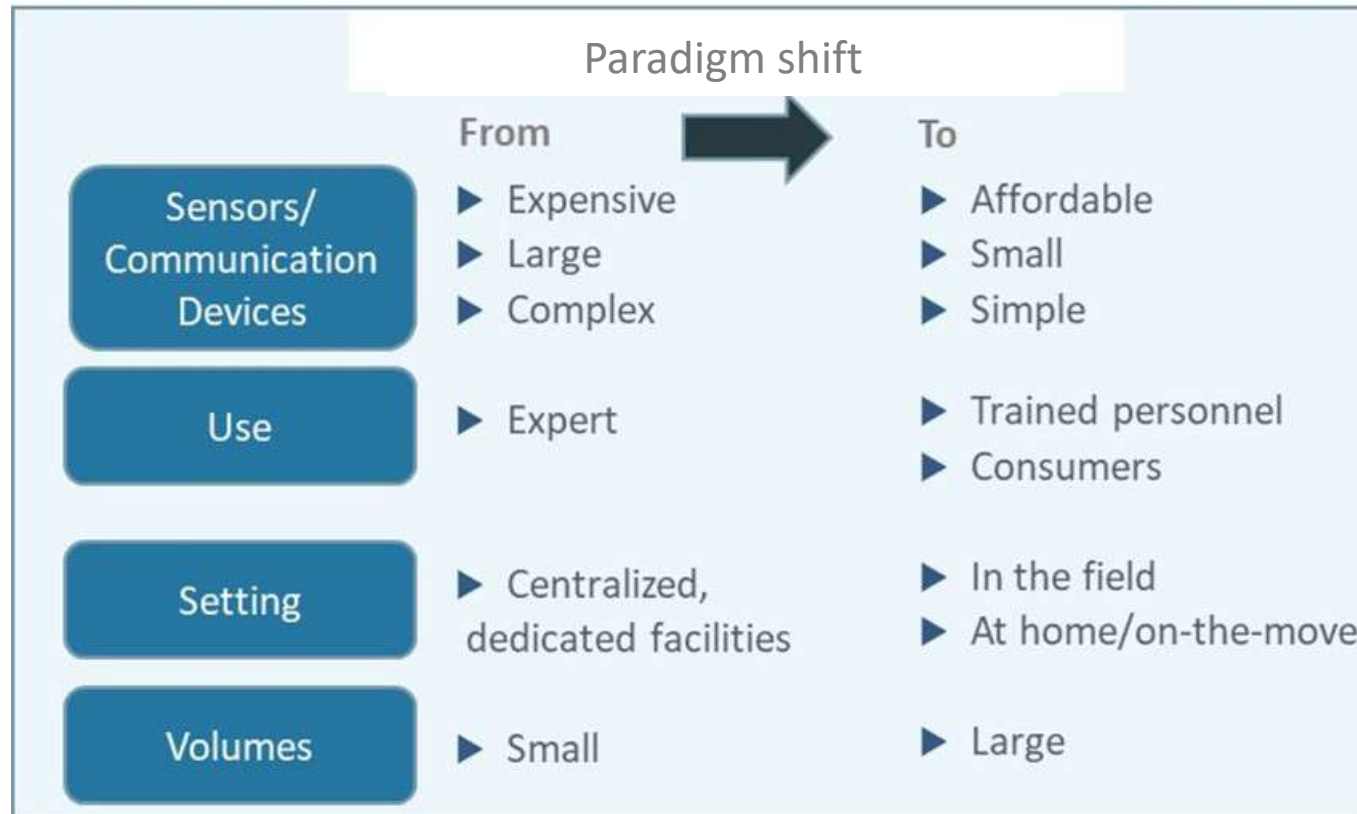 Paradigm shift
From To
Sensors/
Communication
Devices
▶ Expensive ▶ Affordable
▶ Large ▶ Small
▶ Complex ▶ Simple
Use
▶ Expert ▶ Trained personnel
▶ Consumers
Setting
▶ Centralized,
dedicated facilities
▶ In the field
▶ At home/on-the-move
Volumes
▶ Small ▶ Large